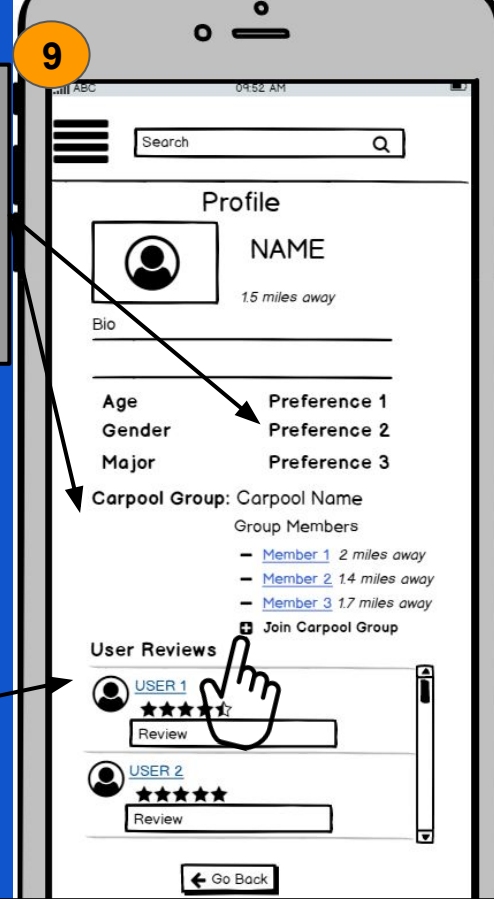 9
ABC 09:52 AM
Search
Profile
NAME
1.5 miles away
Bio
Age Preference 1
Gender Preference 2
Major Preference 3
Carpool Group: Carpool Name
Group Members
Member 1 2 miles away
Member 2 1.4 miles away
Member 3 1.7 miles away
Join Carpool Group
User Reviews
USER 1
Review
USER 2
Review
Go Back